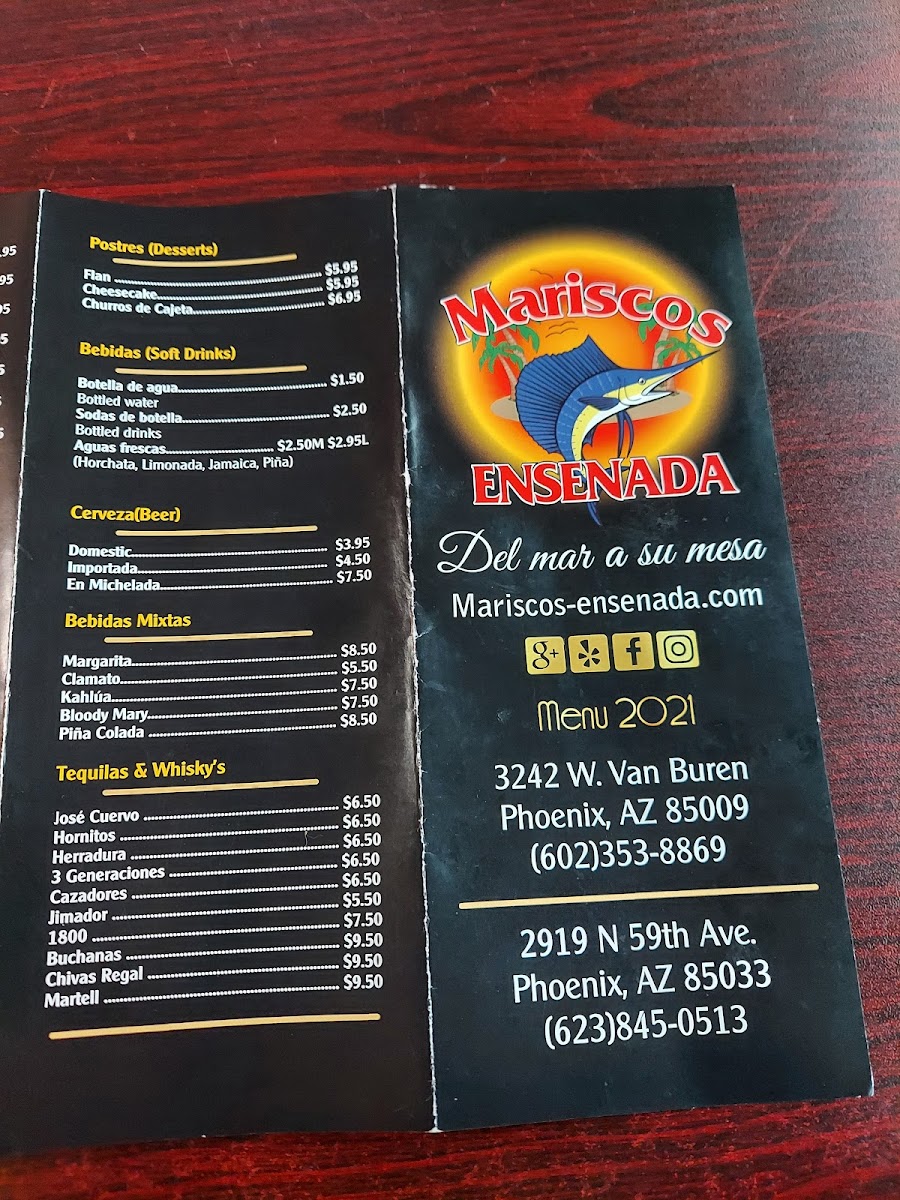 Postres (Desserts)
Flan ........ $5.95
Cheesecake........ $5.95
Churros de Cajeta........ $6.95
Bebidas (Soft Drinks)
Botella de agua........ $1.50
Bottled water
Sodas de botella........ $2.50
Bottled drinks
Aguas frescas........ $2.50M $2.95L
(Horchata, Limonada, Jamaica, Piña)
Cerveza(Beer)
Domestic........ $3.95
Importada........ $4.50
En Michelada........ $7.50
Bebidas Mixtas
Margarita........ $8.50
Clamato........ $5.50
Kahlúa........ $7.50
Bloody Mary........ $7.50
Piña Colada ........ $8.50
Tequilas & Whisky's
José Cuervo ........ $6.50
Hornitos ........ $6.50
Herradura ........ $6.50
3 Generaciones ........ $6.50
Cazadores ........ $6.50
Jimador ........ $5.50
1800 ........ $7.50
Buchanas ........ $9.50
Chivas Regal ........ $9.50
Martell ........ $9.50
Mariscos
ENSENADA
Del mar a su mesa
Mariscos-ensenada.com
g+ f
Menu 2021
3242 W. Van Buren
Phoenix, AZ 85009
(602)353-8869
2919 N 59th Ave.
Phoenix, AZ 85033
(623)845-0513